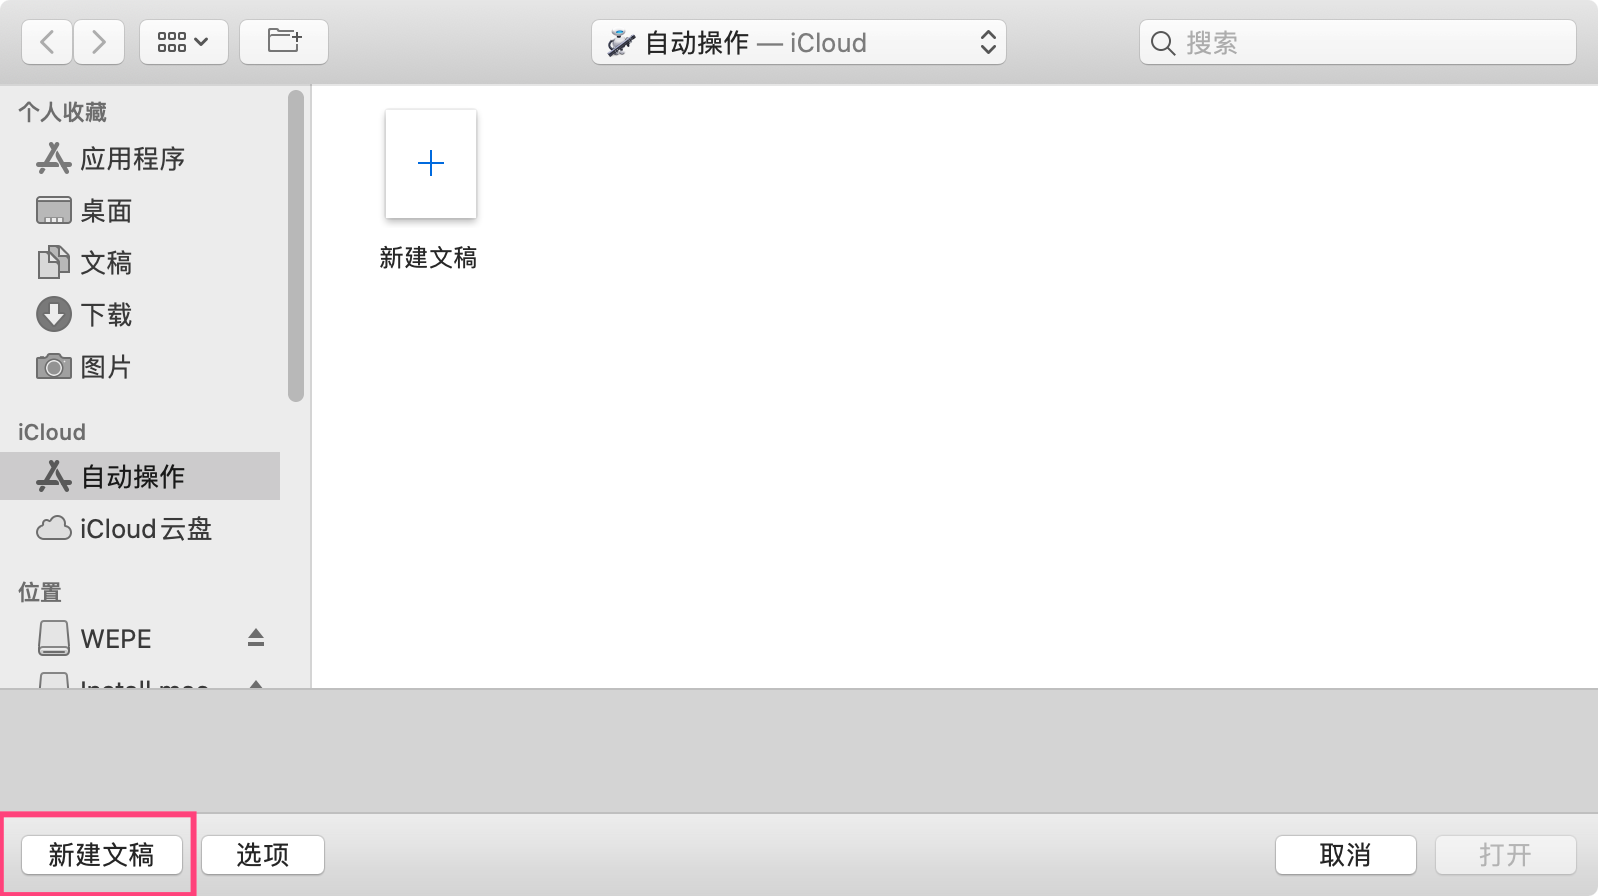 自动操作 — iCloud
搜索
个人收藏
应用程序
桌面
文稿
下载
图片
iCloud
自动操作
iCloud云盘
位置
WEPE
新建文稿
新建文稿
选项
取消
打开